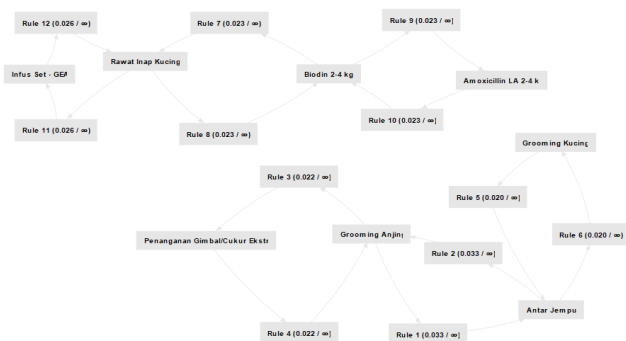 Rule 12 (0.026 / ∞)
Rule 7 (0.023 / ∞)
Rule 9 (0.023 / ∞)
Rawat Inap Kucing
Infus Set - GEA
Biodin 2-4 kg
Amoxicillin LA 2-4 k
Rule 11 (0.026 / ∞)
Rule 8 (0.023 / ∞)
Rule 10 (0.023 / ∞)
Grooming Kucing
Rule 3 (0.022 / ∞)
Rule 5 (0.020 / ∞)
Penanganan Gimbal/Cukur Ekstr
Grooming Anjing
Rule 6 (0.020 / ∞)
Rule 2 (0.033 / ∞)
Antar Jempu
Rule 4 (0.022 / ∞)
Rule 1 (0.033 / ∞)